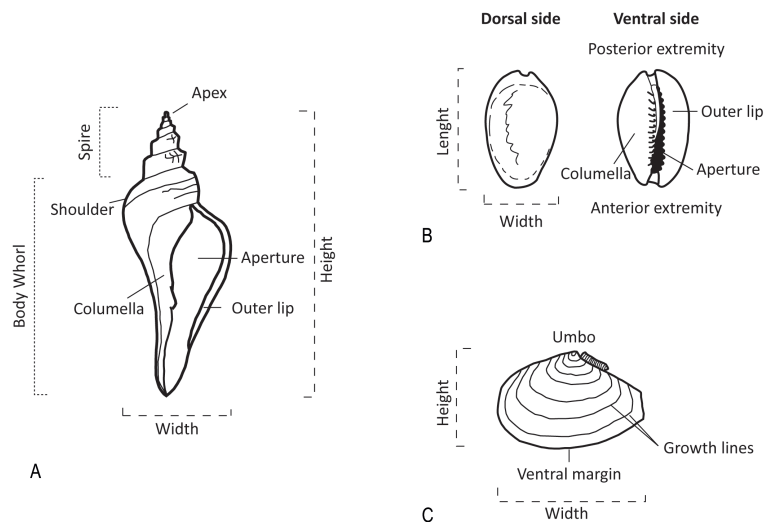 Apex
Spire
Shoulder
Body Whorl
Aperture
Height
Columella
Outer lip
Width
A
Dorsal side
Ventral side
Posterior extremity
Lenght
Outer lip
Columella
Aperture
Width
Anterior extremity
B
Umbo
Height
Growth lines
Ventral margin
Width
C